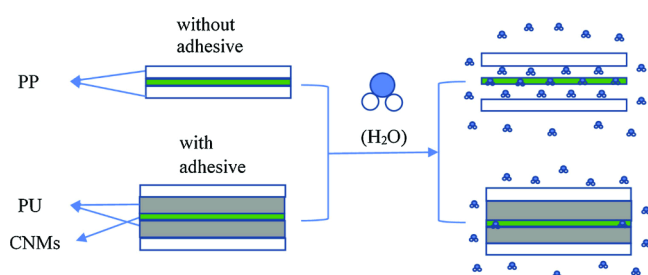 without
adhesive
PP
(H₂O)
with
adhesive
PU
CNMs